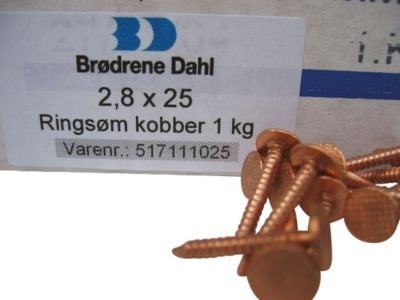 Brødrene Dahl
2,8 x 25
Ringsøm kobber 1 kg
Varenr.: 517111025